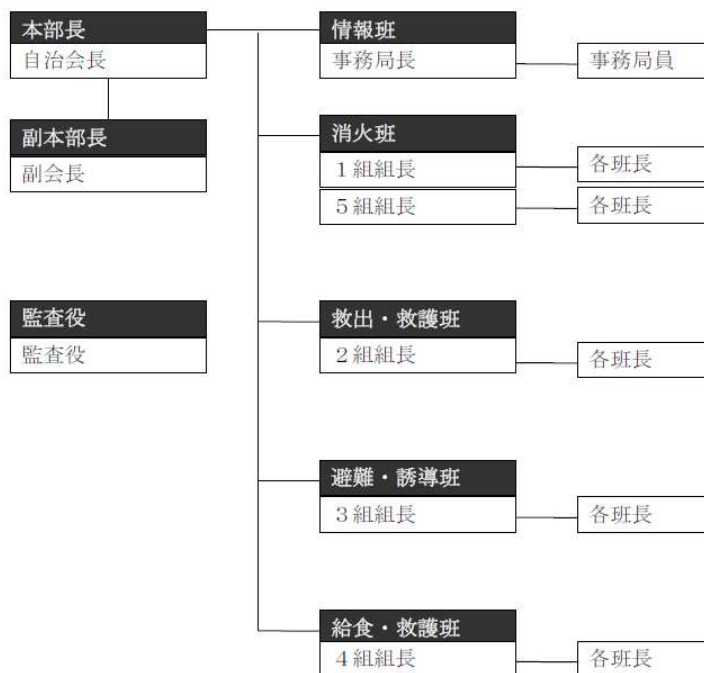 本部長
自治会長
副本部長
副会長
監査役
監査役
情報班
事務局長
事務局員
消火班
１組組長
各班長
５組組長
各班長
救出・救護班
２組組長
各班長
避難・誘導班
３組組長
各班長
給食・救護班
４組組長
各班長